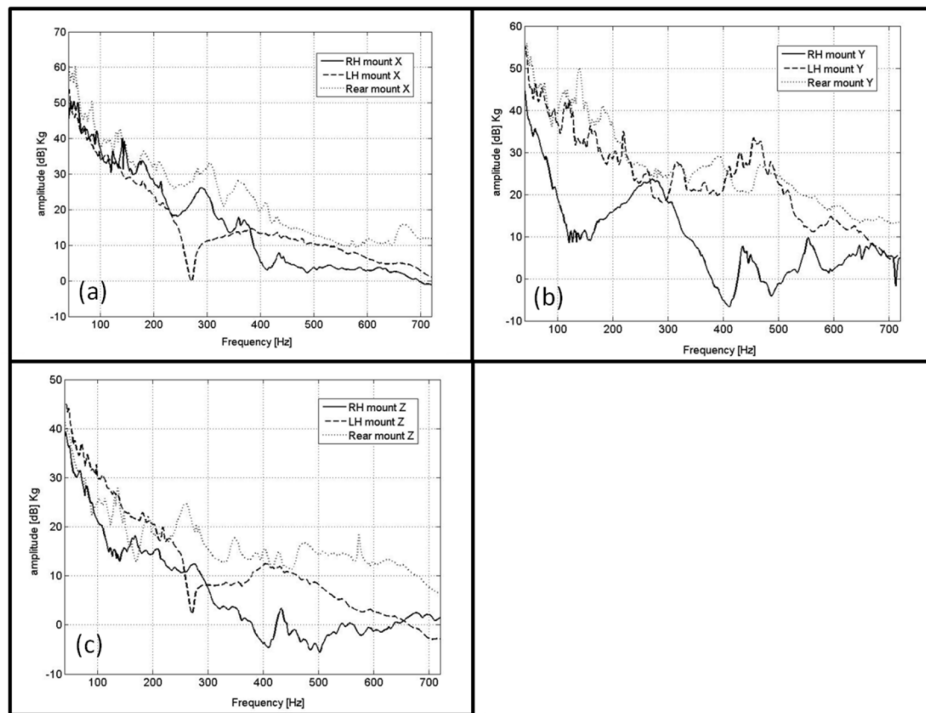 70
60
50
40
30
20
10
0
-10
amplitude [dB] Kg
RH mount X
LH mount X
Rear mount X
(a)
100 200 300 400 500 600 700
Frequency [Hz]
60
50
40
30
20
10
0
-10
amplitude [dB] Kg
RH mount Y
LH mount Y
Rear mount Y
(b)
100 200 300 400 500 600 700
Frequency [Hz]
50
40
30
20
10
0
-10
amplitude [dB] Kg
RH mount Z
LH mount Z
Rear mount Z
(c)
100 200 300 400 500 600 700
Frequency [Hz]